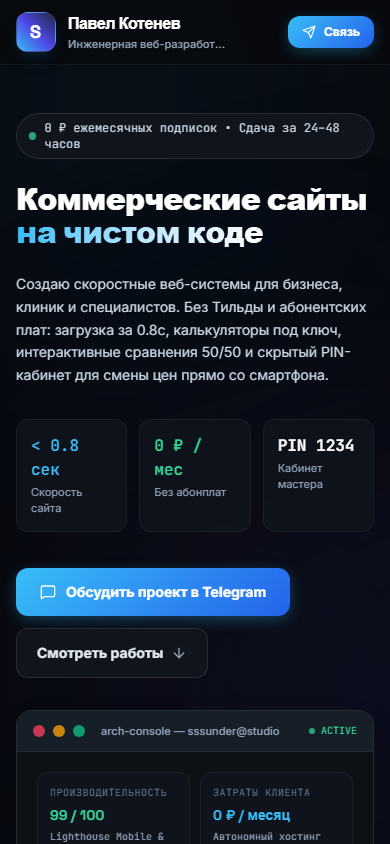 S
Павел Котенев
Инженерная веб-разработ...
Связь
0 ₽ ежемесячных подписок • Сдача за 24–48
часов
Коммерческие сайты
на чистом коде
Создаю скоростные веб-системы для бизнеса,
клиник и специалистов. Без Тильды и абонентских
плат: загрузка за 0.8с, калькуляторы под ключ,
интерактивные сравнения 50/50 и скрытый PIN-
кабинет для смены цен прямо со смартфона.
< 0.8
сек
Скорость
сайта
0 ₽ /
мес
Без абонплат
PIN 1234
Кабинет
мастера
Обсудить проект в Telegram
Смотреть работы ↓
arch-console — sssunder@studio
ACTIVE
ПРОИЗВОДИТЕЛЬНОСТЬ
99 / 100
Lighthouse Mobile &
ЗАТРАТЫ КЛИЕНТА
0 ₽ / месяц
Автономный хостинг